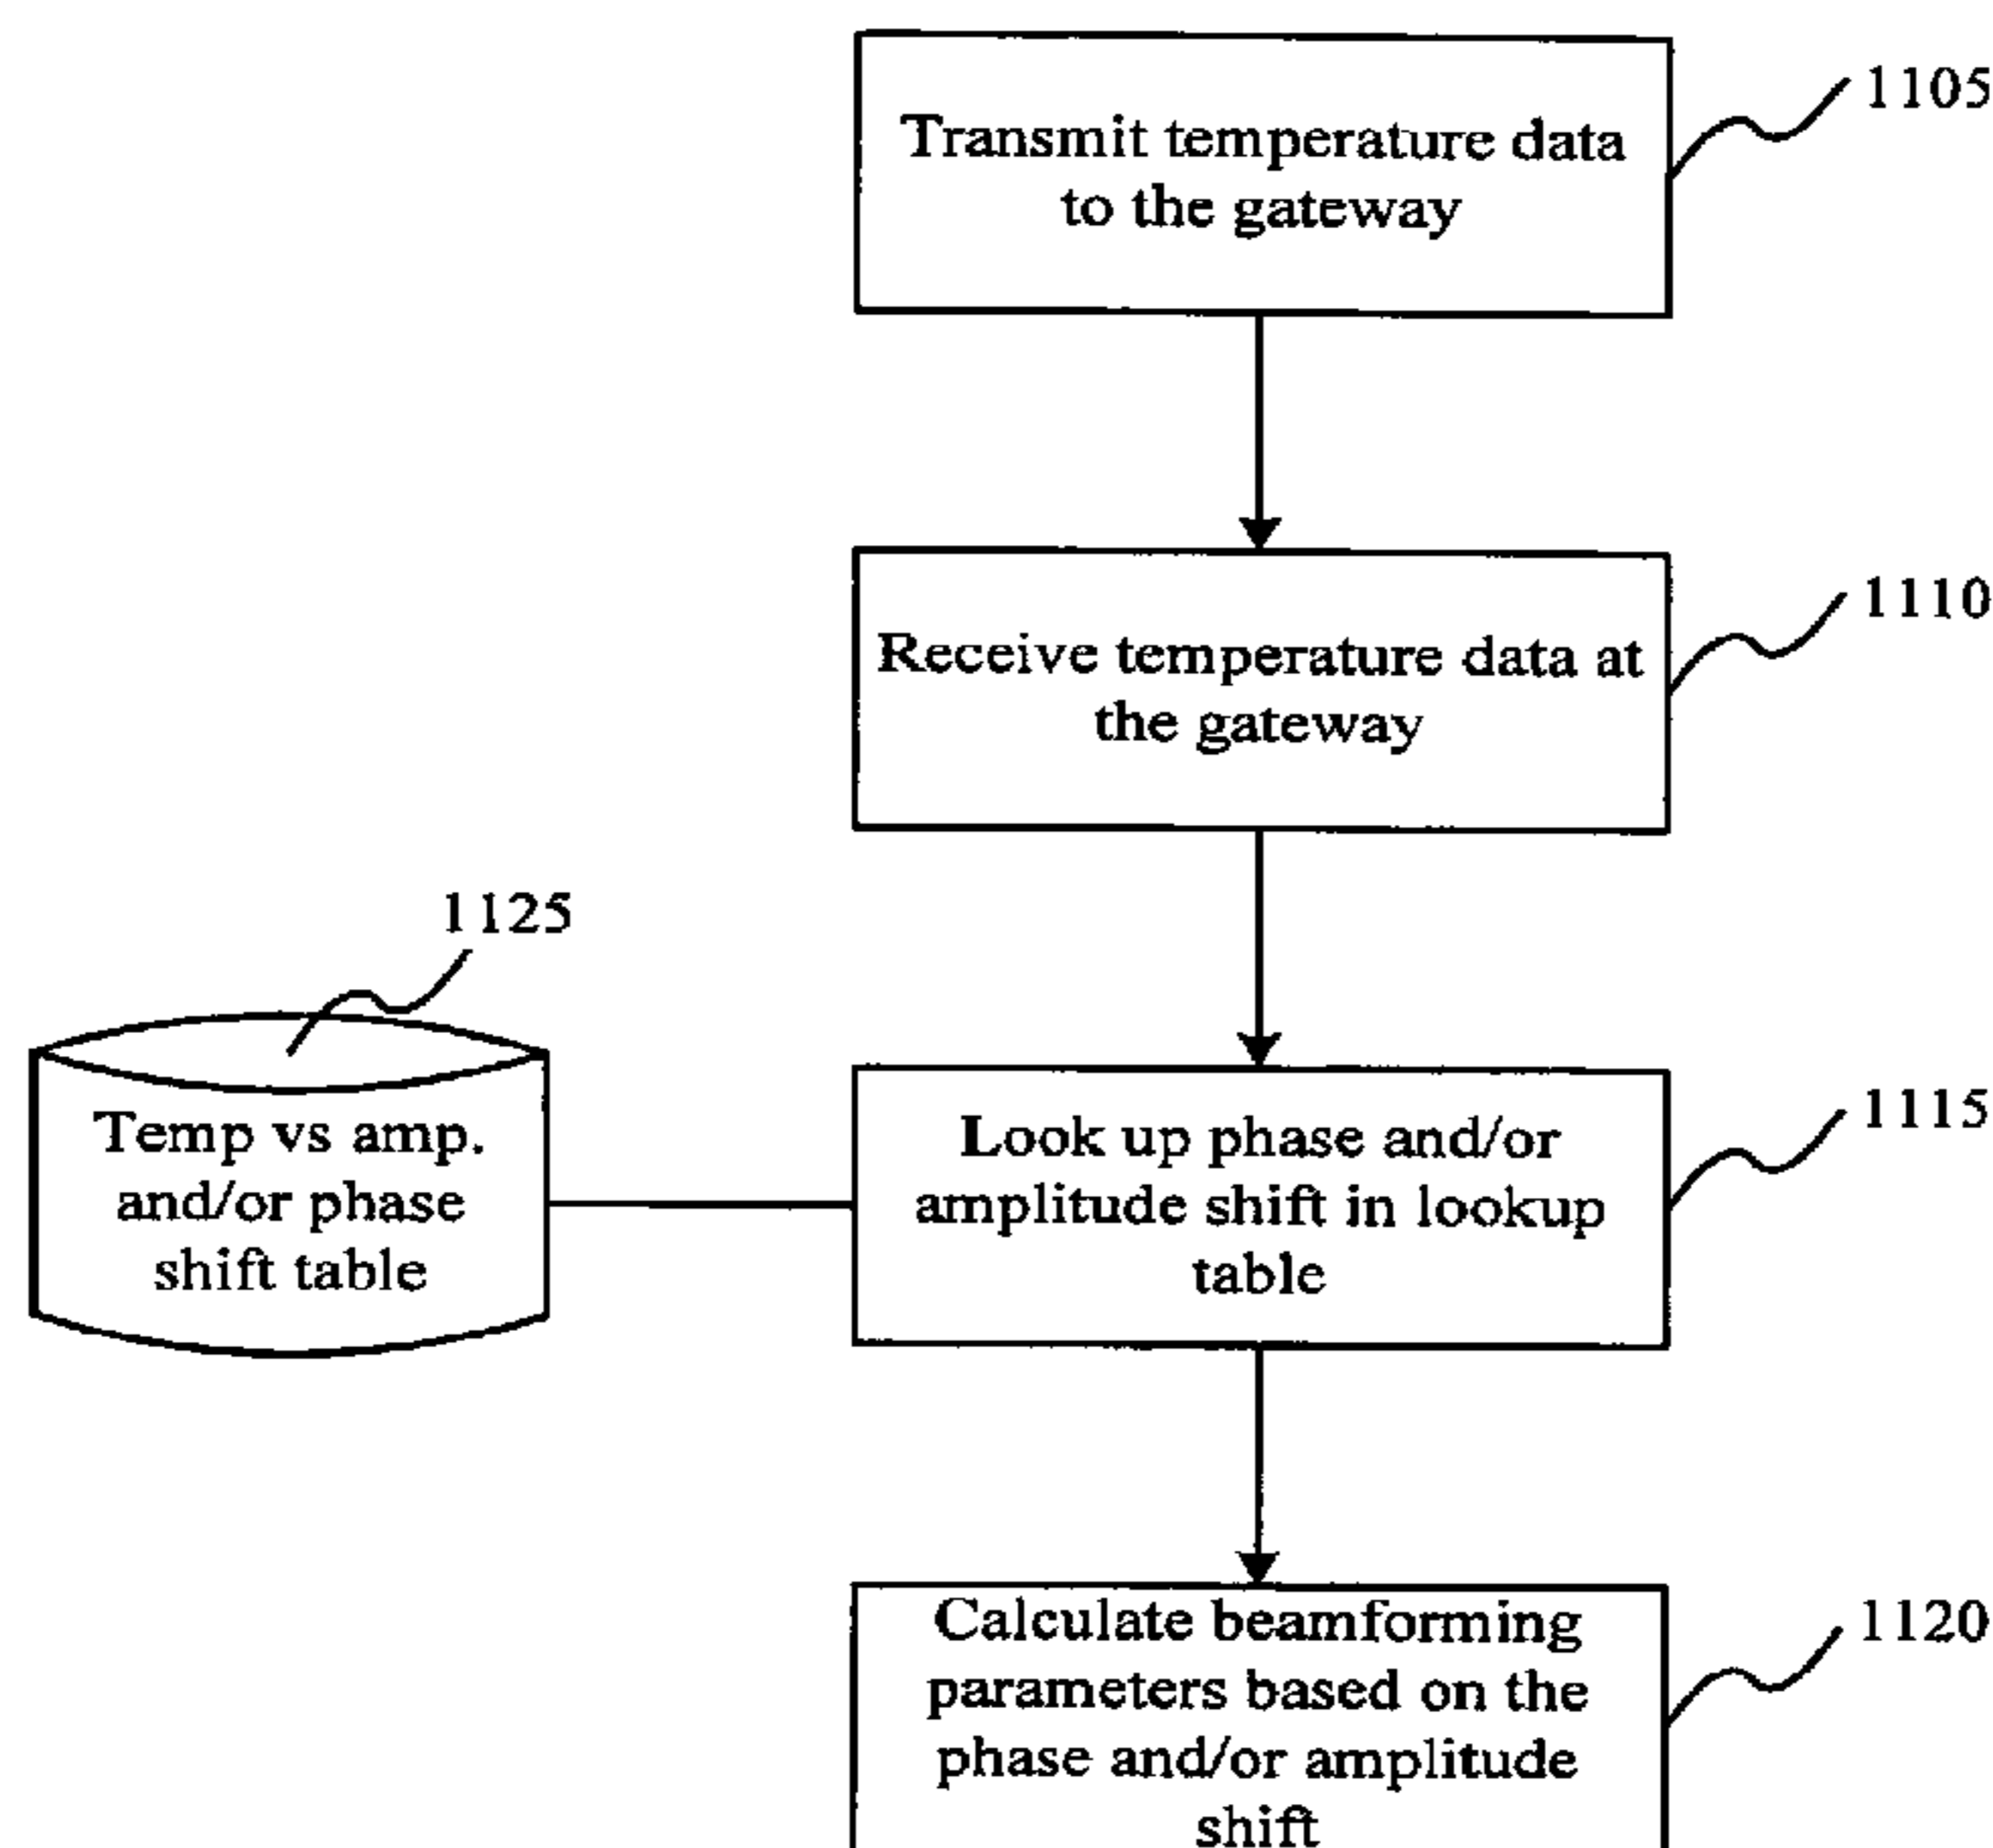 Transmit temperature data
to the gateway
1105
Receive temperature data at
the gateway
1110
1125
Temp vs amp.
and/or phase
shift table
Look up phase and/or
amplitude shift in lookup
table
1115
Calculate beamforming
parameters based on the
phase and/or amplitude
shift
1120